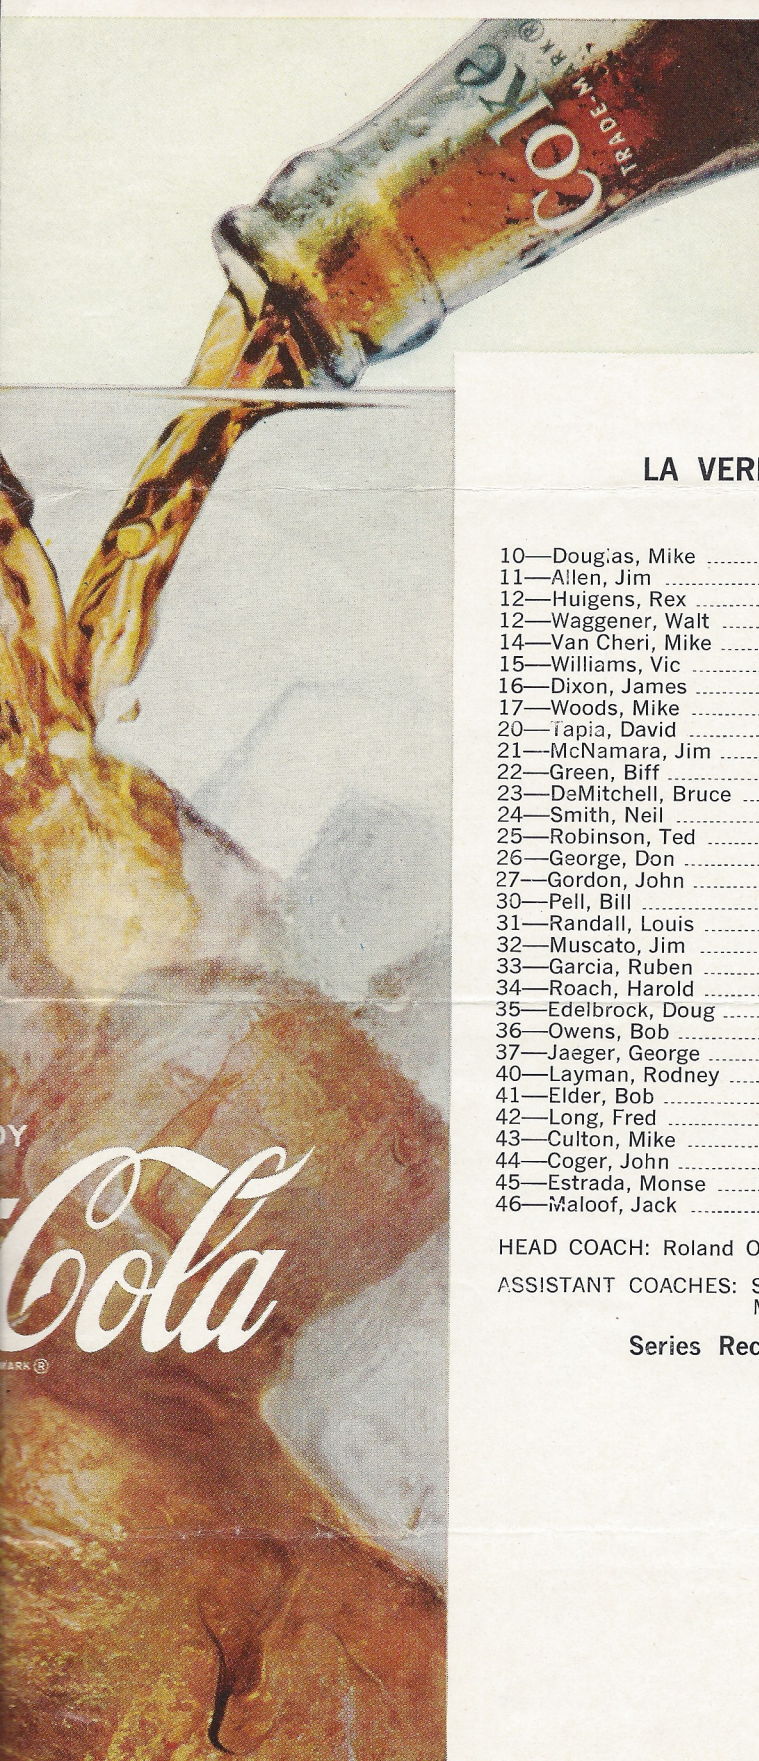 Coke
TRADE-MARK®
LA VER
10—Douglas, Mike
11—Allen, Jim
12—Huigens, Rex
12—Waggener, Walt
14—Van Cheri, Mike
15—Williams, Vic
16—Dixon, James
17—Woods, Mike
20—Tapia, David
21—McNamara, Jim
22—Green, Biff
23—DeMitchell, Bruce
24—Smith, Neil
25—Robinson, Ted
26—George, Don
27—Gordon, John
30—Pell, Bill
31—Randall, Louis
32—Muscato, Jim
33—Garcia, Ruben
34—Roach, Harold
35—Edelbrock, Doug
36—Owens, Bob
37—Jaeger, George
40—Layman, Rodney
41—Elder, Bob
42—Long, Fred
43—Culton, Mike
44—Coger, John
45—Estrada, Monse
46—Maloof, Jack
HEAD COACH: Roland O
ASSISTANT COACHES: S
Series Rec
DY
Cola
MARK ®